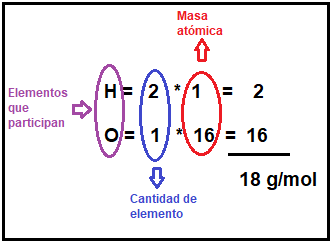 Masa
atómica
Elementos
que
participan
H = 2 * 1 = 2
O = 1 * 16 = 16
18 g/mol
Cantidad de
elemento